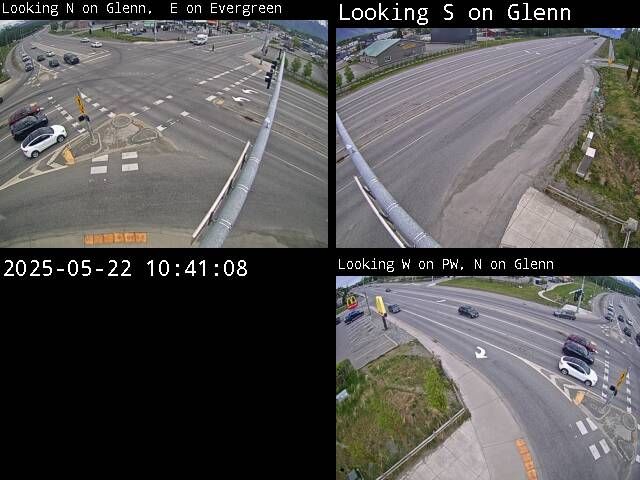 Looking N on Glenn,  E on Evergreen
Looking S on Glenn
2025-05-22 10:41:08
Looking W on PW, N on Glenn